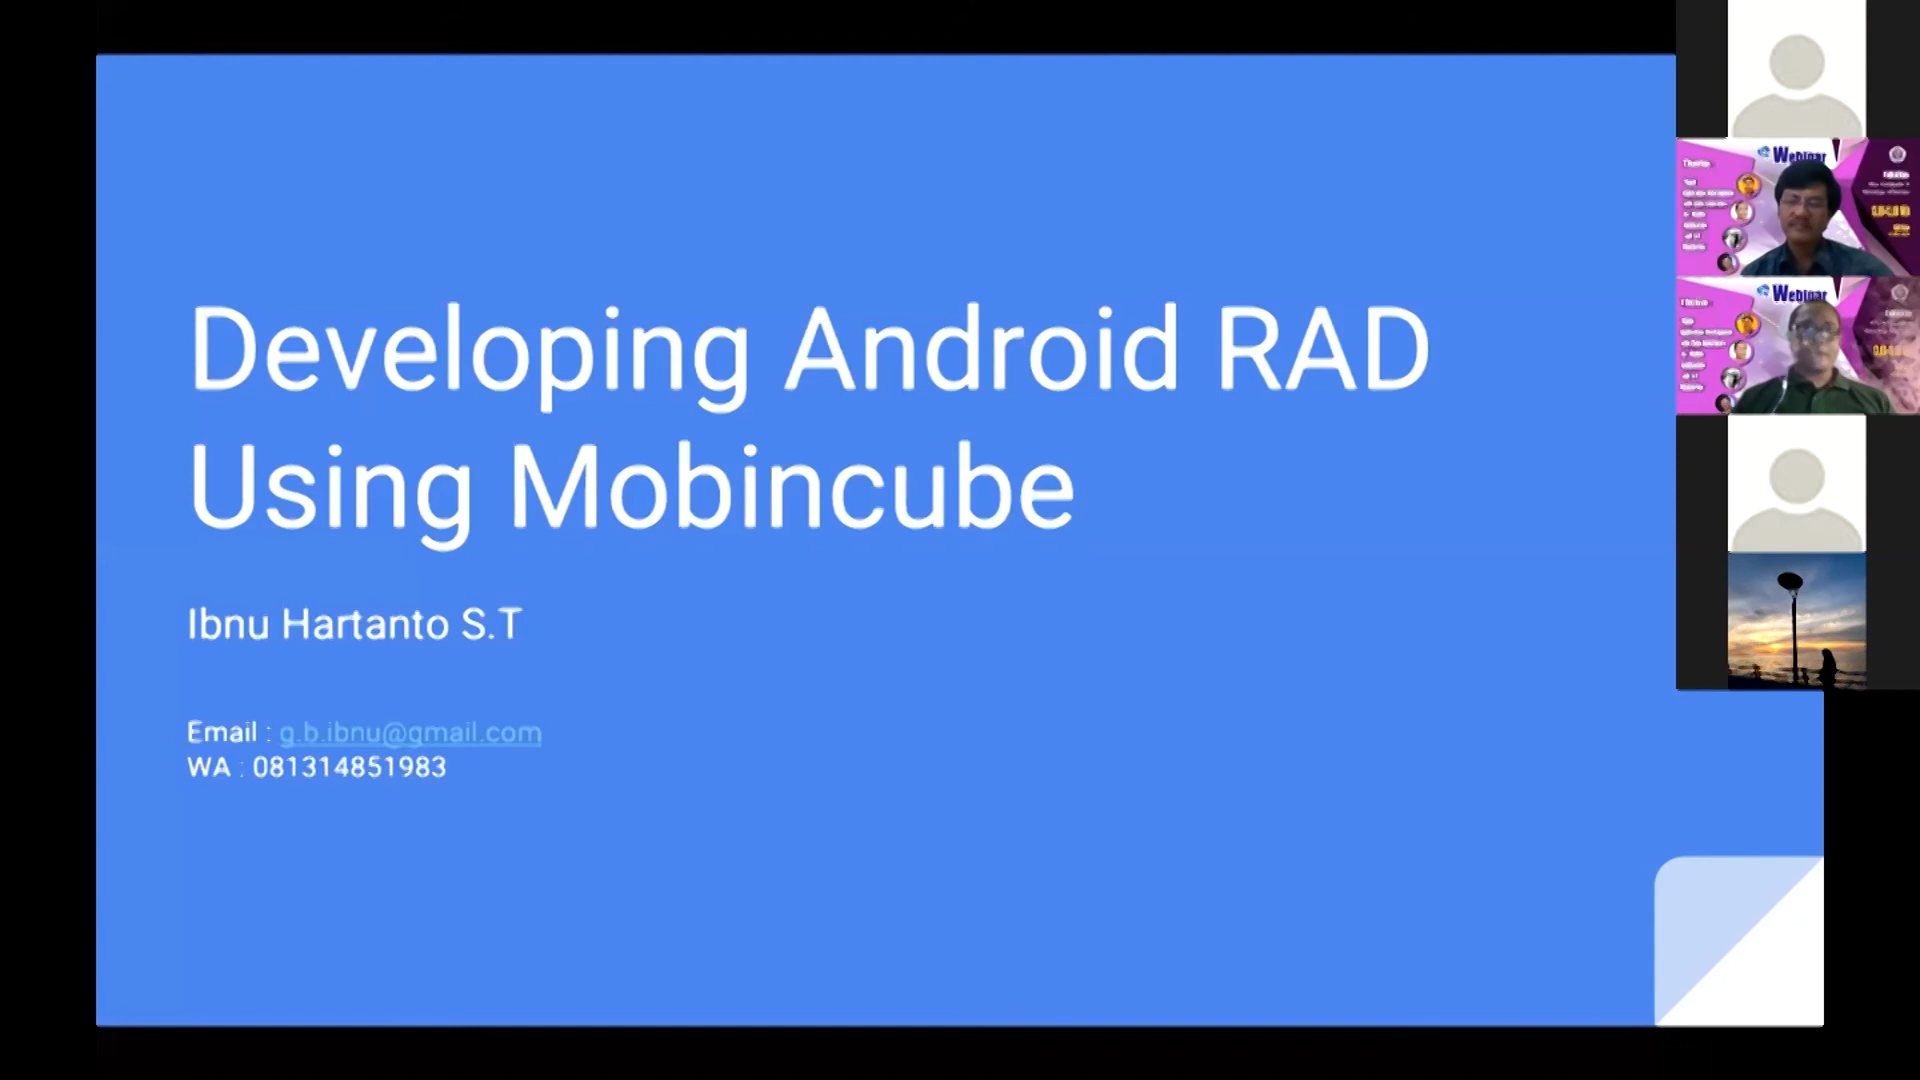 Developing Android RAD
Using Mobincube
Ibnu Hartanto S.T
Email : g.b.ibnu@gmail.com
WA : 081314851983
Webinar
Webinar